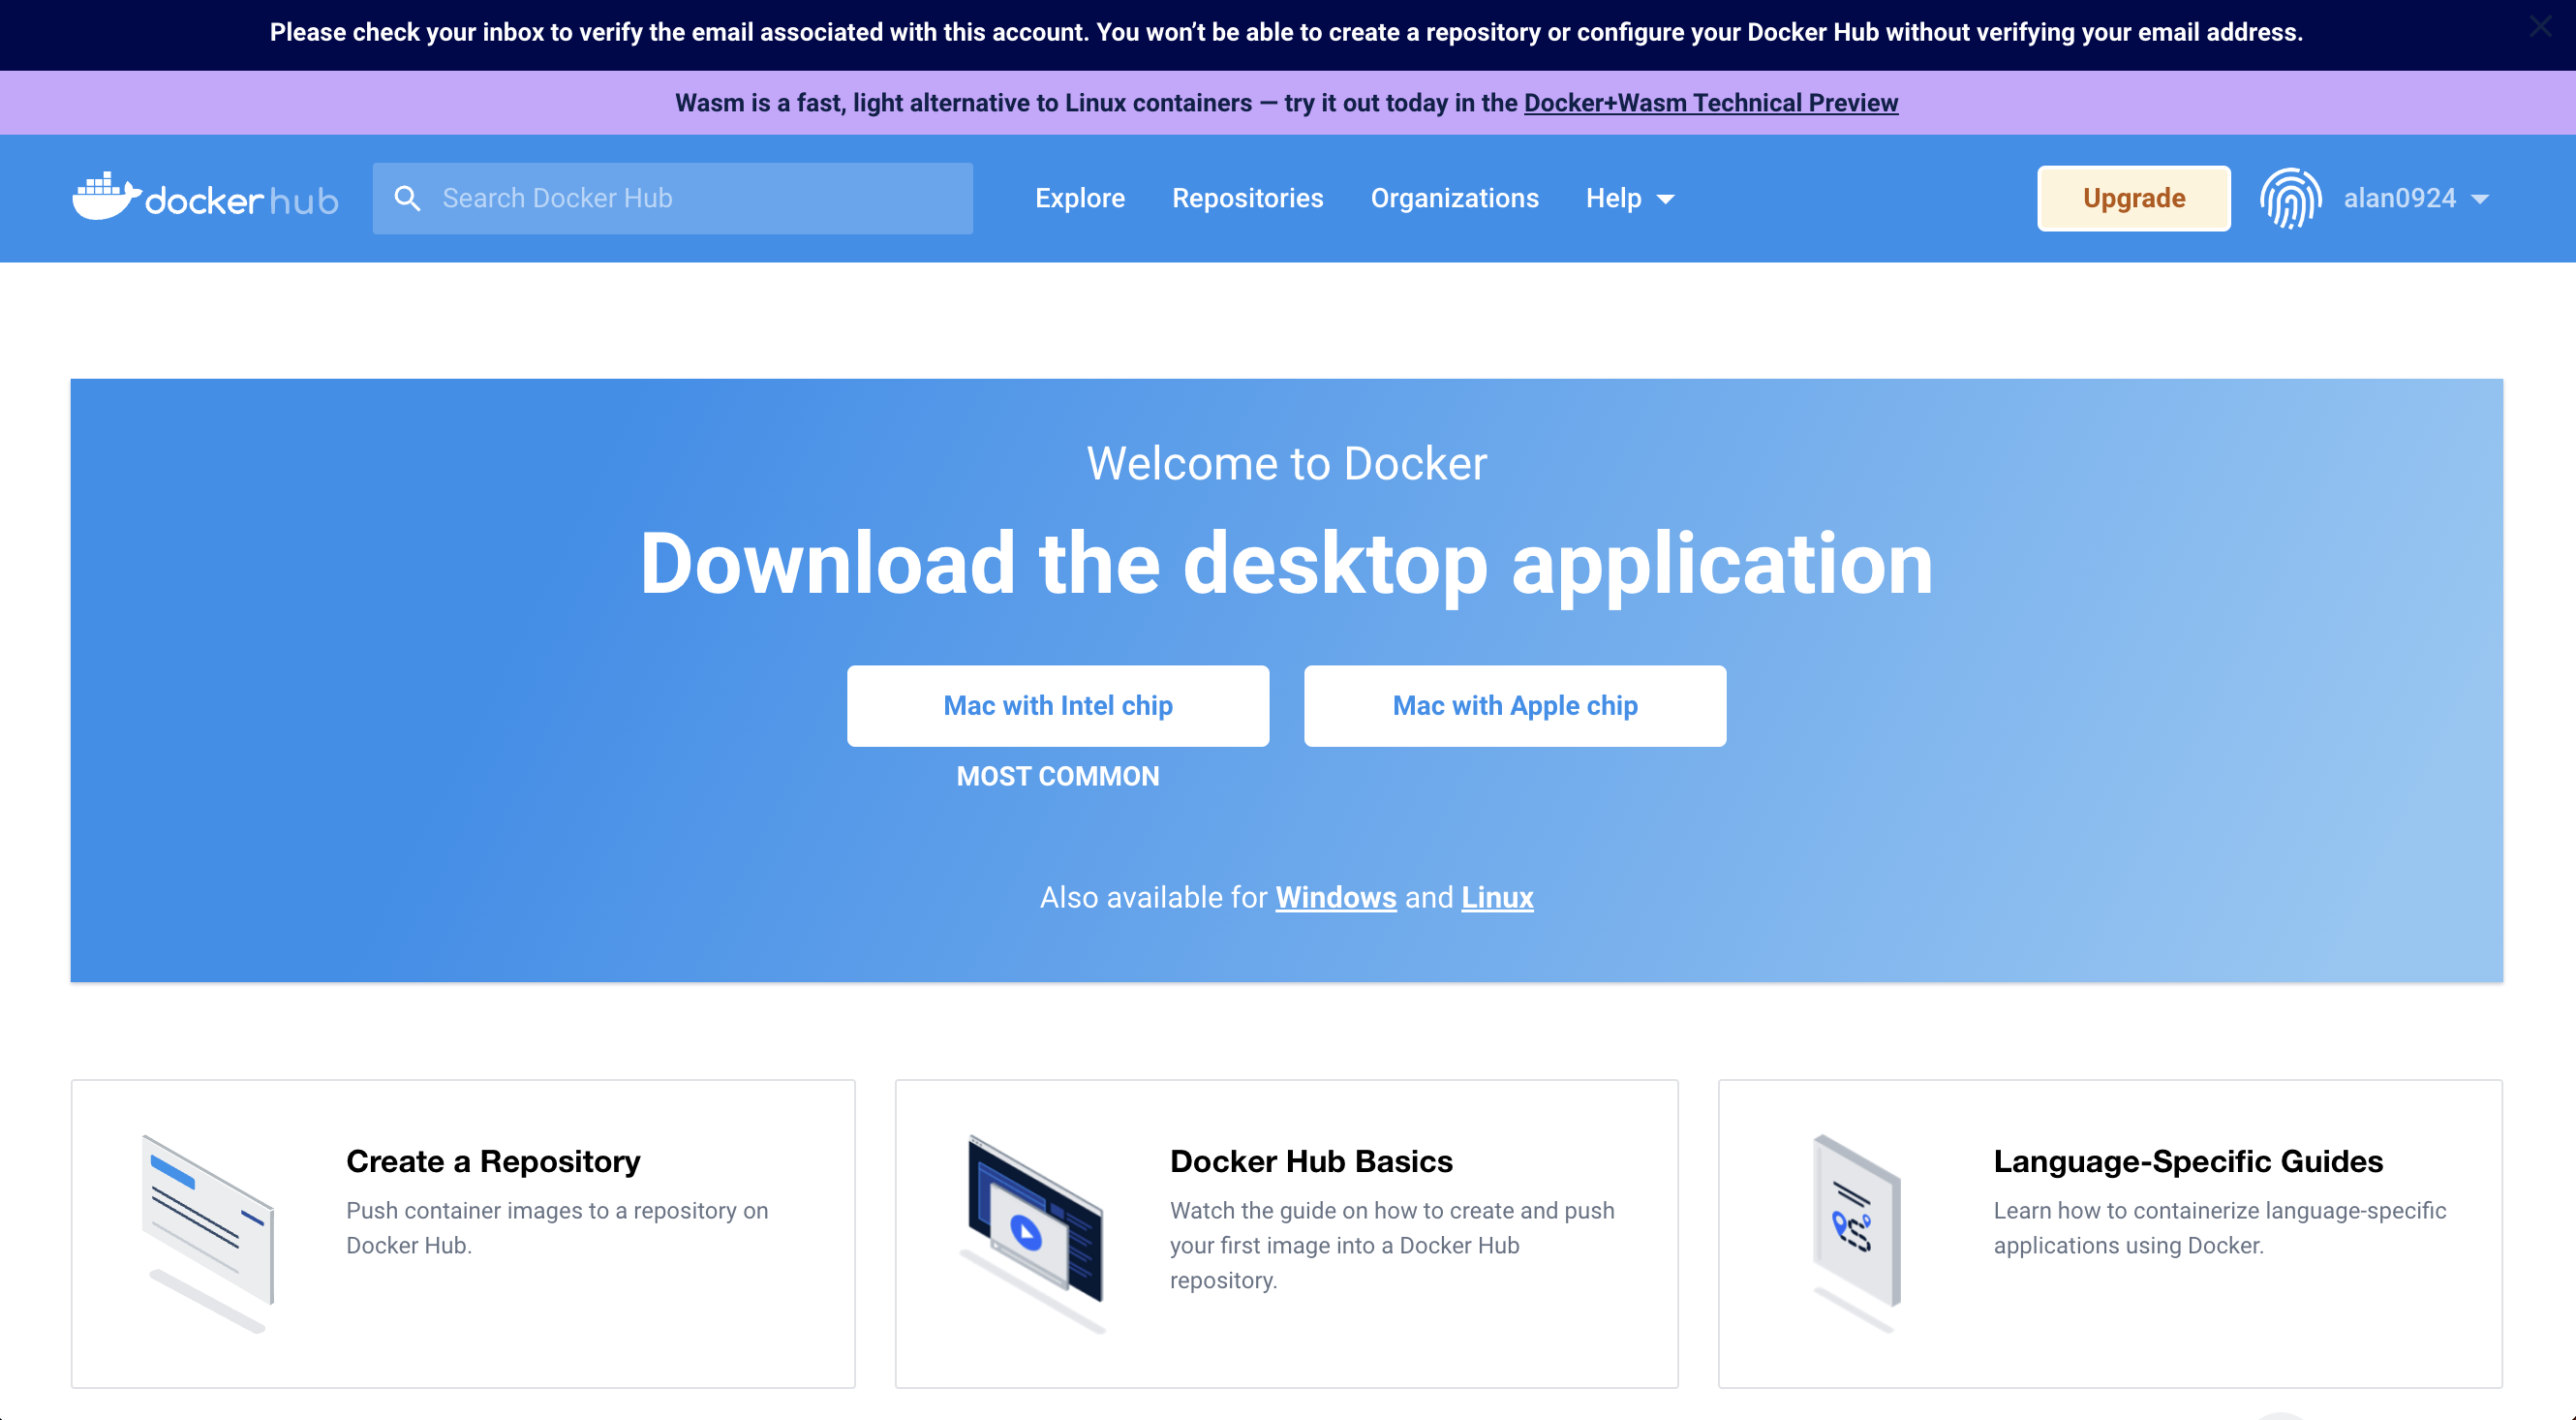 Please check your inbox to verify the email associated with this account. You won’t be able to create a repository or configure your Docker Hub without verifying your email address.
Wasm is a fast, light alternative to Linux containers — try it out today in the Docker+Wasm Technical Preview
docker hub
Search Docker Hub
Explore
Repositories
Organizations
Help
Upgrade
alan0924
Welcome to Docker
Download the desktop application
Mac with Intel chip
Mac with Apple chip
MOST COMMON
Also available for Windows and Linux
Create a Repository
Push container images to a repository on
Docker Hub.
Docker Hub Basics
Watch the guide on how to create and push
your first image into a Docker Hub
repository.
Language-Specific Guides
Learn how to containerize language-specific
applications using Docker.